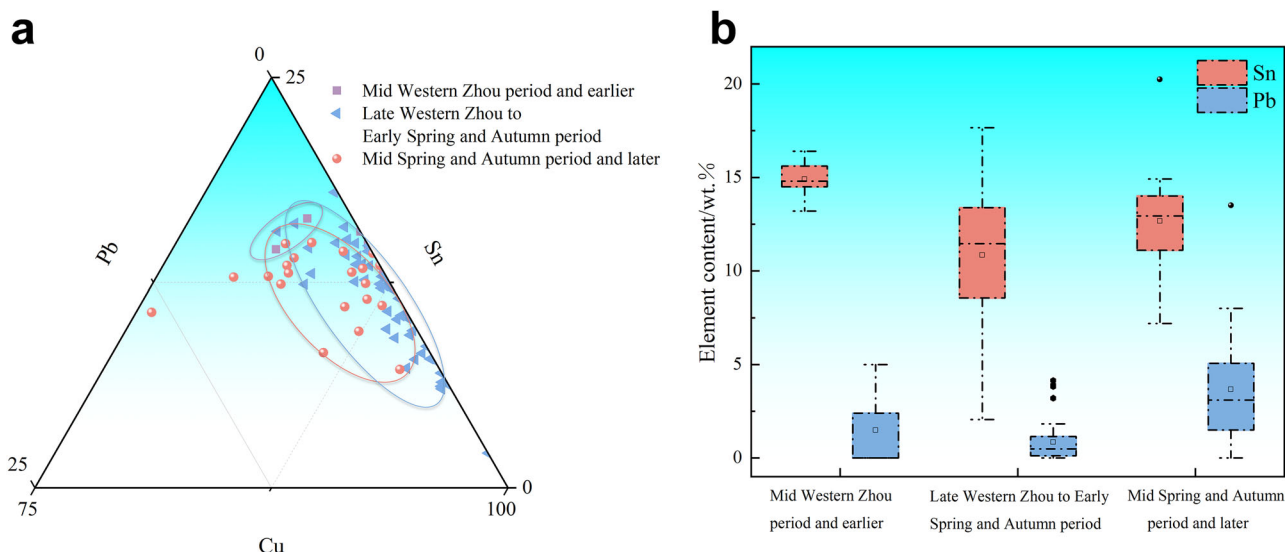 a
0
25
Mid Western Zhou period and earlier
Late Western Zhou to
Early Spring and Autumn period
Mid Spring and Autumn period and later
Pb
Sn
25
75
0
100
Cu
b
Sn
Pb
20
15
10
5
0
Element content/wt.%
Mid Western Zhou
period and earlier
Late Western Zhou to Early
Spring and Autumn period
Mid Spring and Autumn
period and later